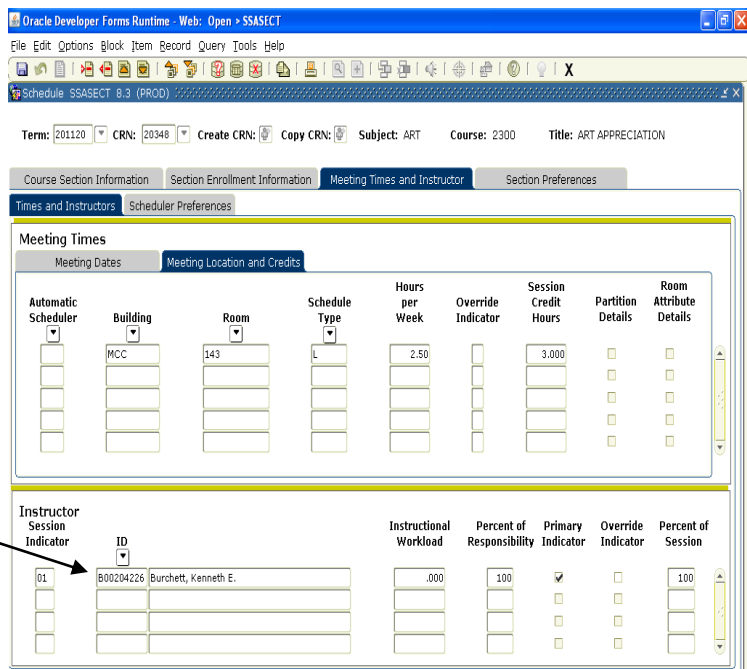 Oracle Developer Forms Runtime - Web: Open > SSASECT
File Edit Options Block Item Record Query Tools Help
X
Schedule SSASECT 8.3 (PROD)
Term: 201120 CRN: 20348 Create CRN: Copy CRN: Subject: ART Course: 2300 Title: ART APPRECIATION
Course Section Information Section Enrollment Information Meeting Times and Instructor Section Preferences
Times and Instructors Scheduler Preferences
Meeting Times
Meeting Dates Meeting Location and Credits
Hours Session Room
Automatic Schedule per Override Credit Partition Attribute
Scheduler Building Room Type Week Indicator Hours Details Details
MCC 143 L 2.50 3.000
Instructor
Session Instructional Percent of Primary Override Percent of
Indicator ID Workload Responsibility Indicator Indicator Session
01 B00204226 Burchett, Kenneth E. .000 100 100